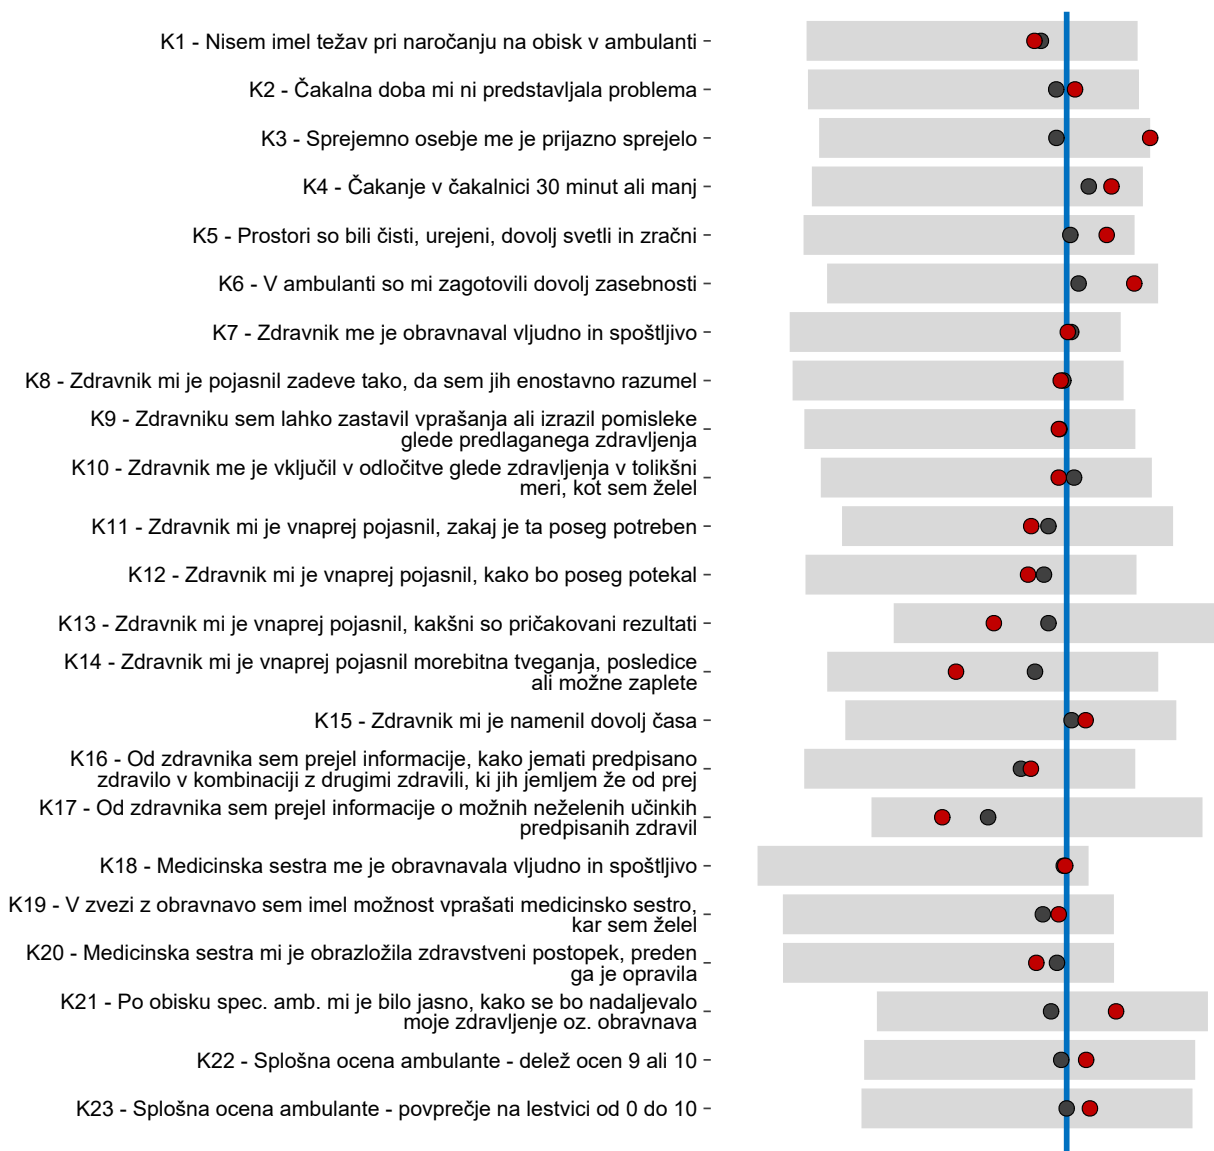 K1 - Nisem imel težav pri naročanju na obisk v ambulanti
K2 - Čakalna doba mi ni predstavljala problema
K3 - Sprejemno osebje me je prijazno sprejelo
K4 - Čakanje v čakalnici 30 minut ali manj
K5 - Prostori so bili čisti, urejeni, dovolj svetli in zračni
K6 - V ambulanti so mi zagotovili dovolj zasebnosti
K7 - Zdravnik me je obravnaval vljudno in spoštljivo
K8 - Zdravnik mi je pojasnil zadeve tako, da sem jih enostavno razumel
K9 - Zdravniku sem lahko zastavil vprašanja ali izrazil pomisleke
glede predlaganega zdravljenja
K10 - Zdravnik me je vključil v odločitve glede zdravljenja v tolikšni
meri, kot sem želel
K11 - Zdravnik mi je vnaprej pojasnil, zakaj je ta poseg potreben
K12 - Zdravnik mi je vnaprej pojasnil, kako bo poseg potekal
K13 - Zdravnik mi je vnaprej pojasnil, kakšni so pričakovani rezultati
K14 - Zdravnik mi je vnaprej pojasnil morebitna tveganja, posledice
ali možne zaplete
K15 - Zdravnik mi je namenil dovolj časa
K16 - Od zdravnika sem prejel informacije, kako jemati predpisano
zdravilo v kombinaciji z drugimi zdravili, ki jih jemljem že od prej
K17 - Od zdravnika sem prejel informacije o možnih neželenih učinkih
predpisanih zdravil
K18 - Medicinska sestra me je obravnavala vljudno in spoštljivo
K19 - V zvezi z obravnavo sem imel možnost vprašati medicinsko sestro,
kar sem želel
K20 - Medicinska sestra mi je obrazložila zdravstveni postopek, preden
ga je opravila
K21 - Po obisku spec. amb. mi je bilo jasno, kako se bo nadaljevalo
moje zdravljenje oz. obravnava
K22 - Splošna ocena ambulante - delež ocen 9 ali 10
K23 - Splošna ocena ambulante - povprečje na lestvici od 0 do 10